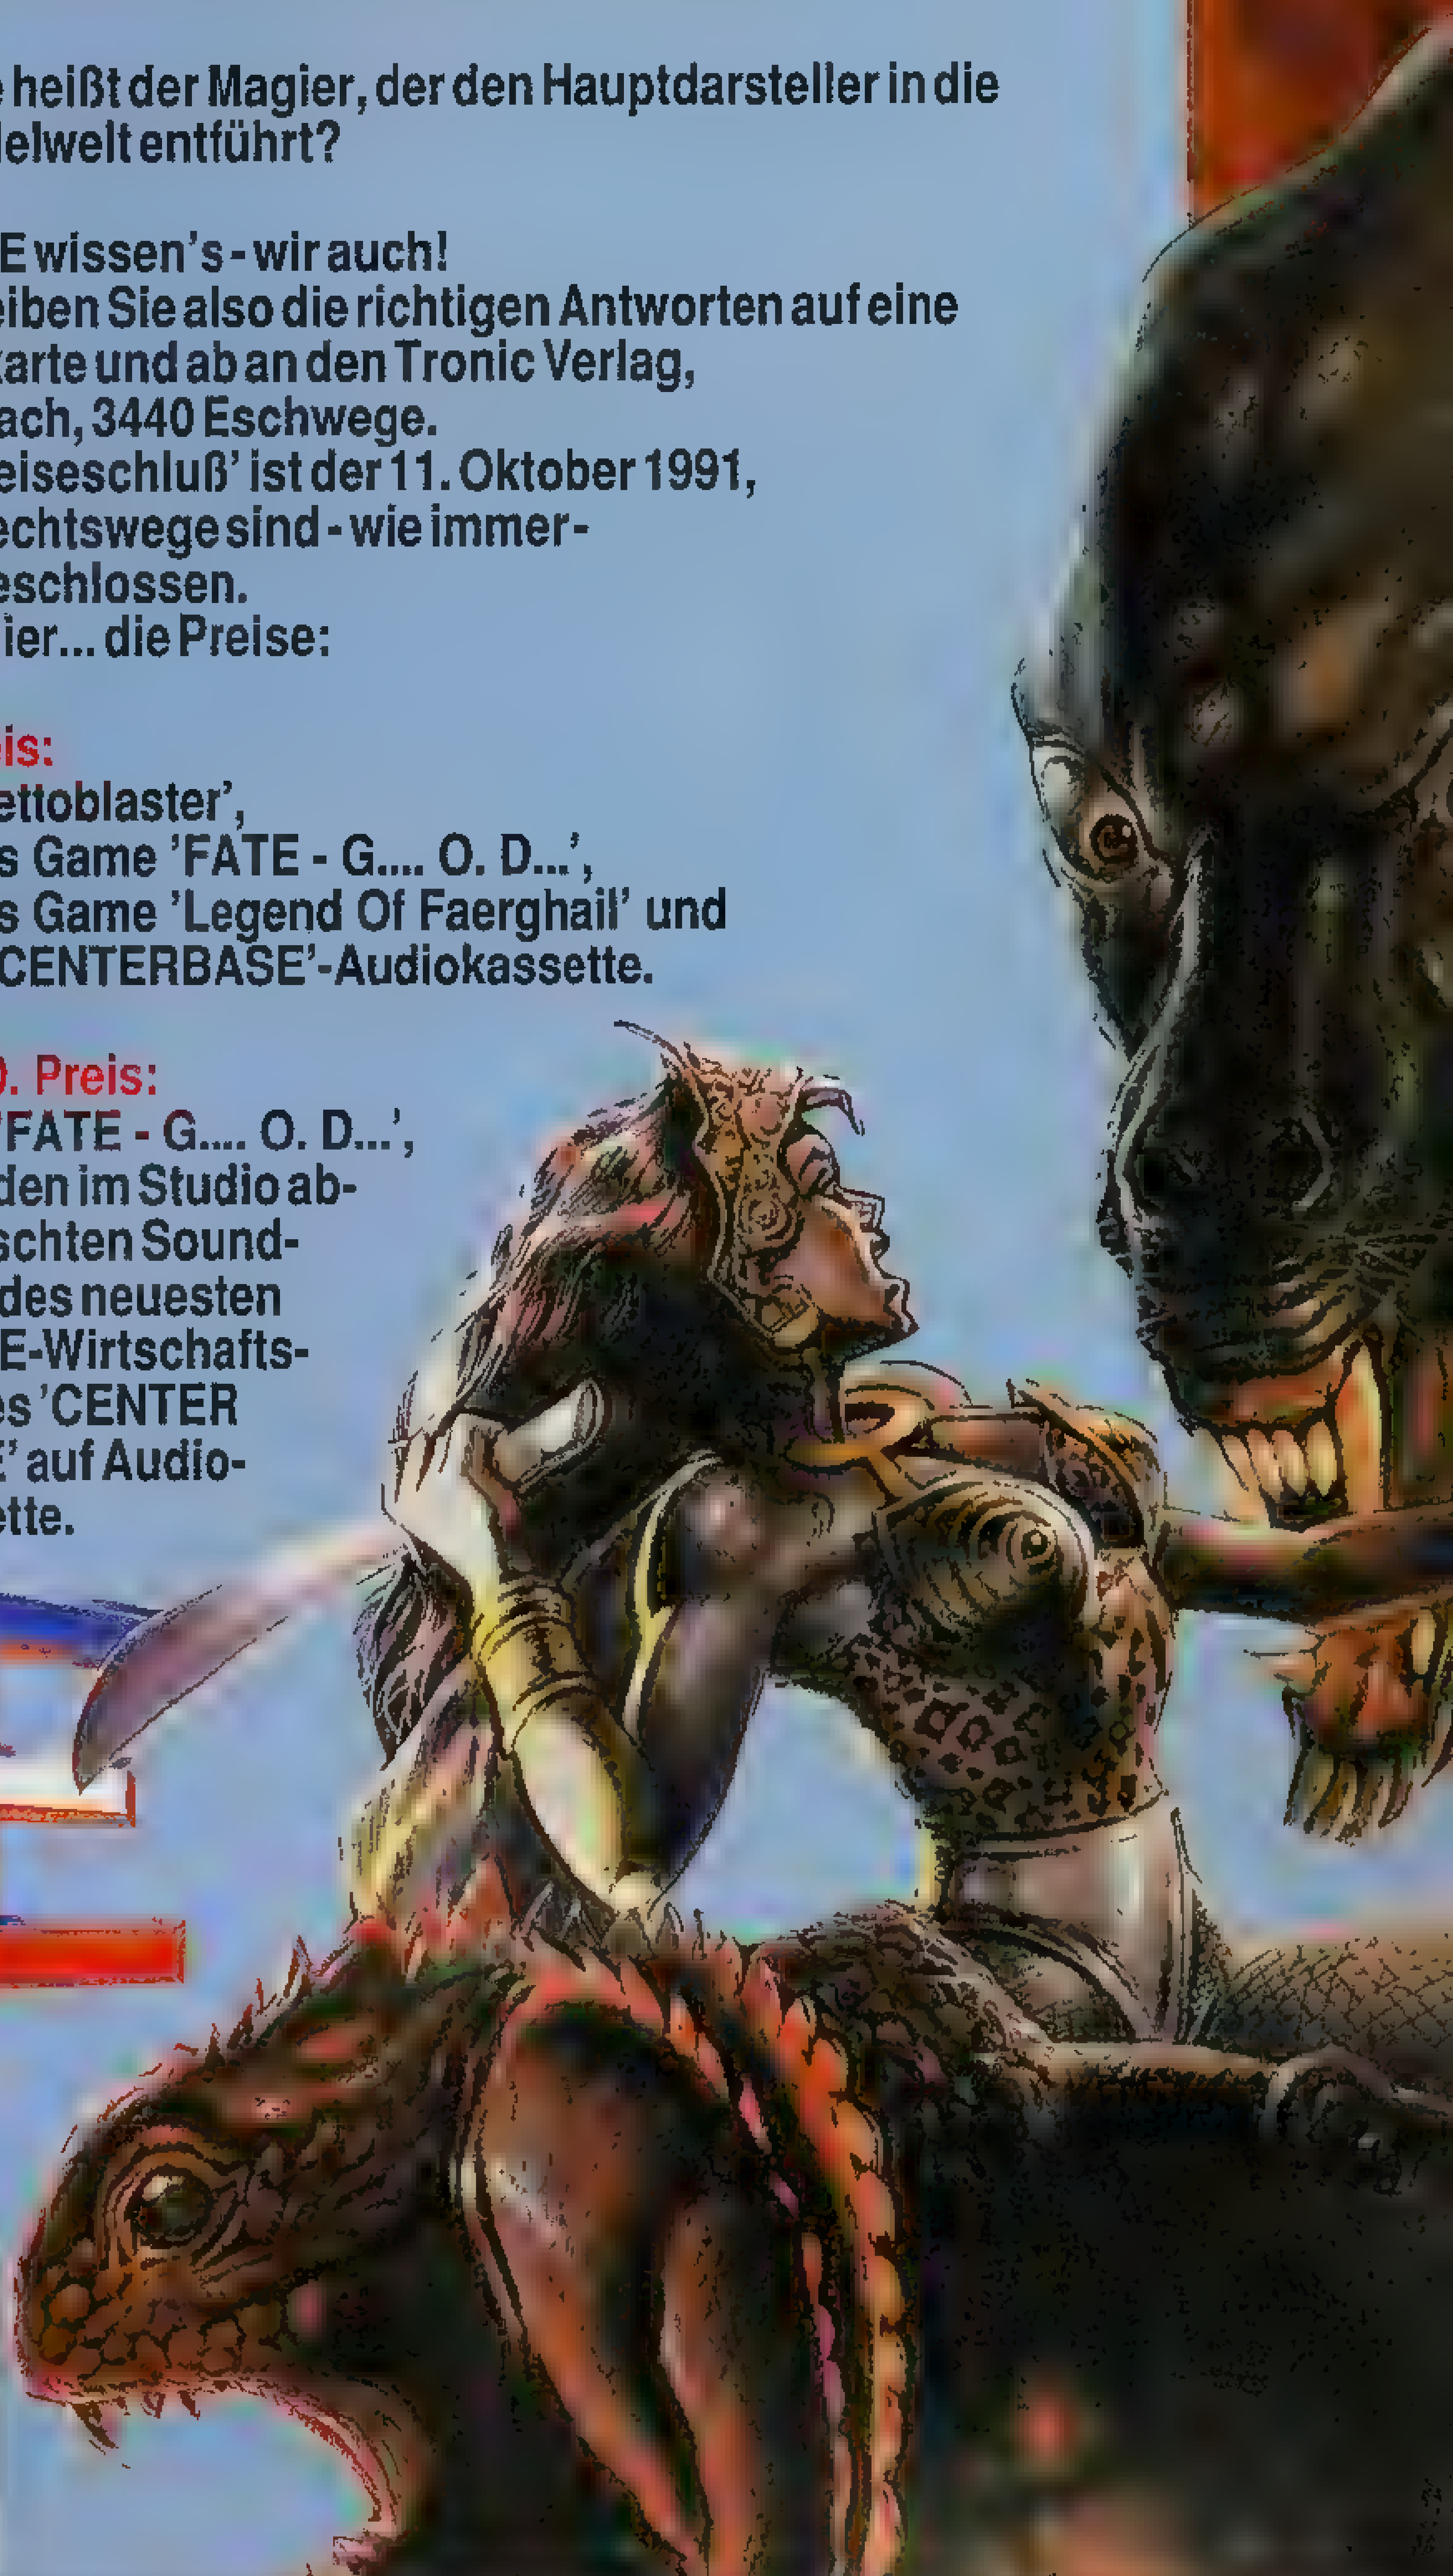 heißt der Magier, der den Hauptdarsteller in die
elwelt entführt?
E wissen's - wir auch!
eiben Sie also die richtigen Antworten auf eine
karte und ab an den Tronic Verlag,
ach, 3440 Eschwege.
eiseschluß' ist der 11. Oktober 1991,
echtswege sind - wie immer -
eschlossen.
ier... die Preise:
eis:
ettoblaster',
s Game 'FATE - G.... O. D...',
s Game 'Legend Of Faerghail' und
CENTERBASE'-Audiokassette.
0. Preis:
'FATE - G.... O. D...',
den im Studio ab-
schten Sound-
des neuesten
E-Wirtschafts-
es 'CENTER
E' auf Audio-
ette.